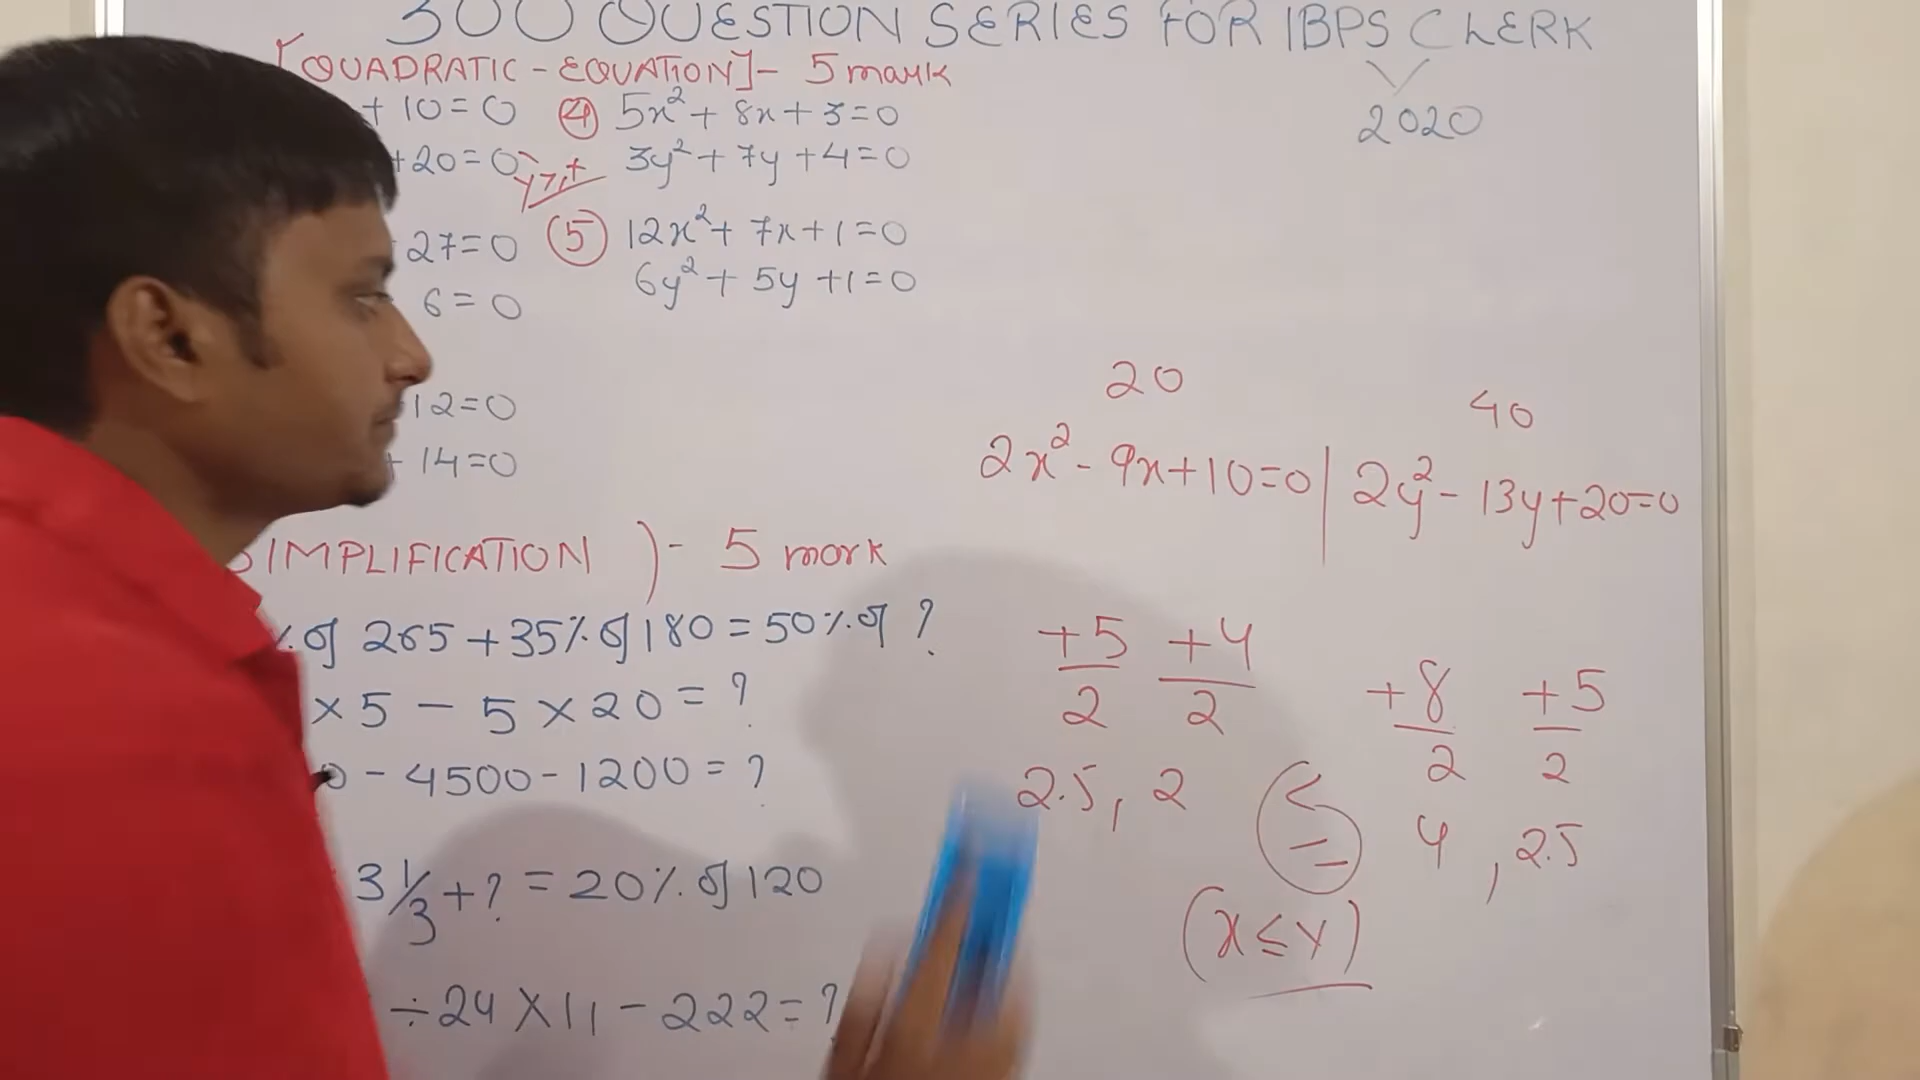 300 QUESTION SERIES FOR IBPS CLERK
2020
[QUADRATIC-EQUATION]- 5 mark
+ 10=0
+20=0
y≥x
27=0
6=0
12=0
+ 14=0
④ 5x²+ 8x+3=0
3y²+ 7y+4=0
⑤ 12x²+ 7x+1=0
6y²+ 5y+1=0
SIMPLIFICATION ) - 5 mark
%.of 265+35%.of 180=50%.of ?
×5 - 5×20=?
0-4500-1200=?
3 1/3+?=20%.of 120
÷24×11-222=?
20
2x²- 9x+10=0
+5/2 +4/2
2.5, 2
40
2y²- 13y+20=0
+8/2 +5/2
4, 2.5
<
=
(x≤y)